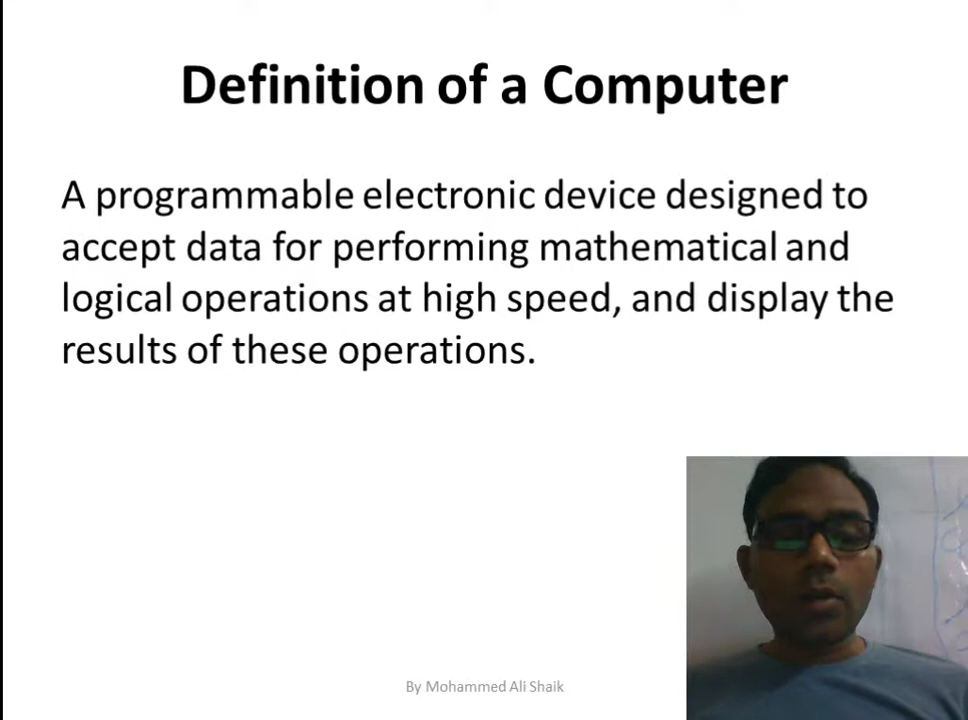 Definition of a Computer
A programmable electronic device designed to
accept data for performing mathematical and
logical operations at high speed, and display the
results of these operations.
By Mohammed Ali Shaik